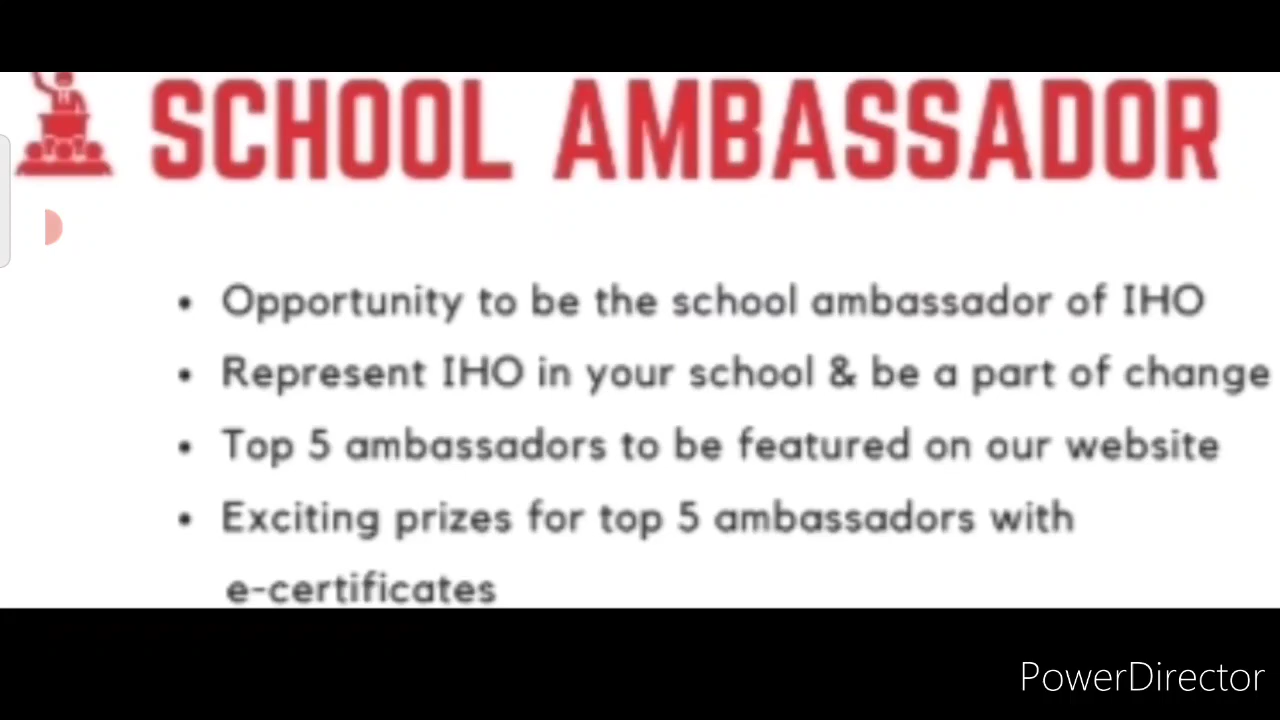 SCHOOL AMBASSADOR
• Opportunity to be the school ambassador of IHO
• Represent IHO in your school & be a part of change
• Top 5 ambassadors to be featured on our website
• Exciting prizes for top 5 ambassadors with
e-certificates
PowerDirector